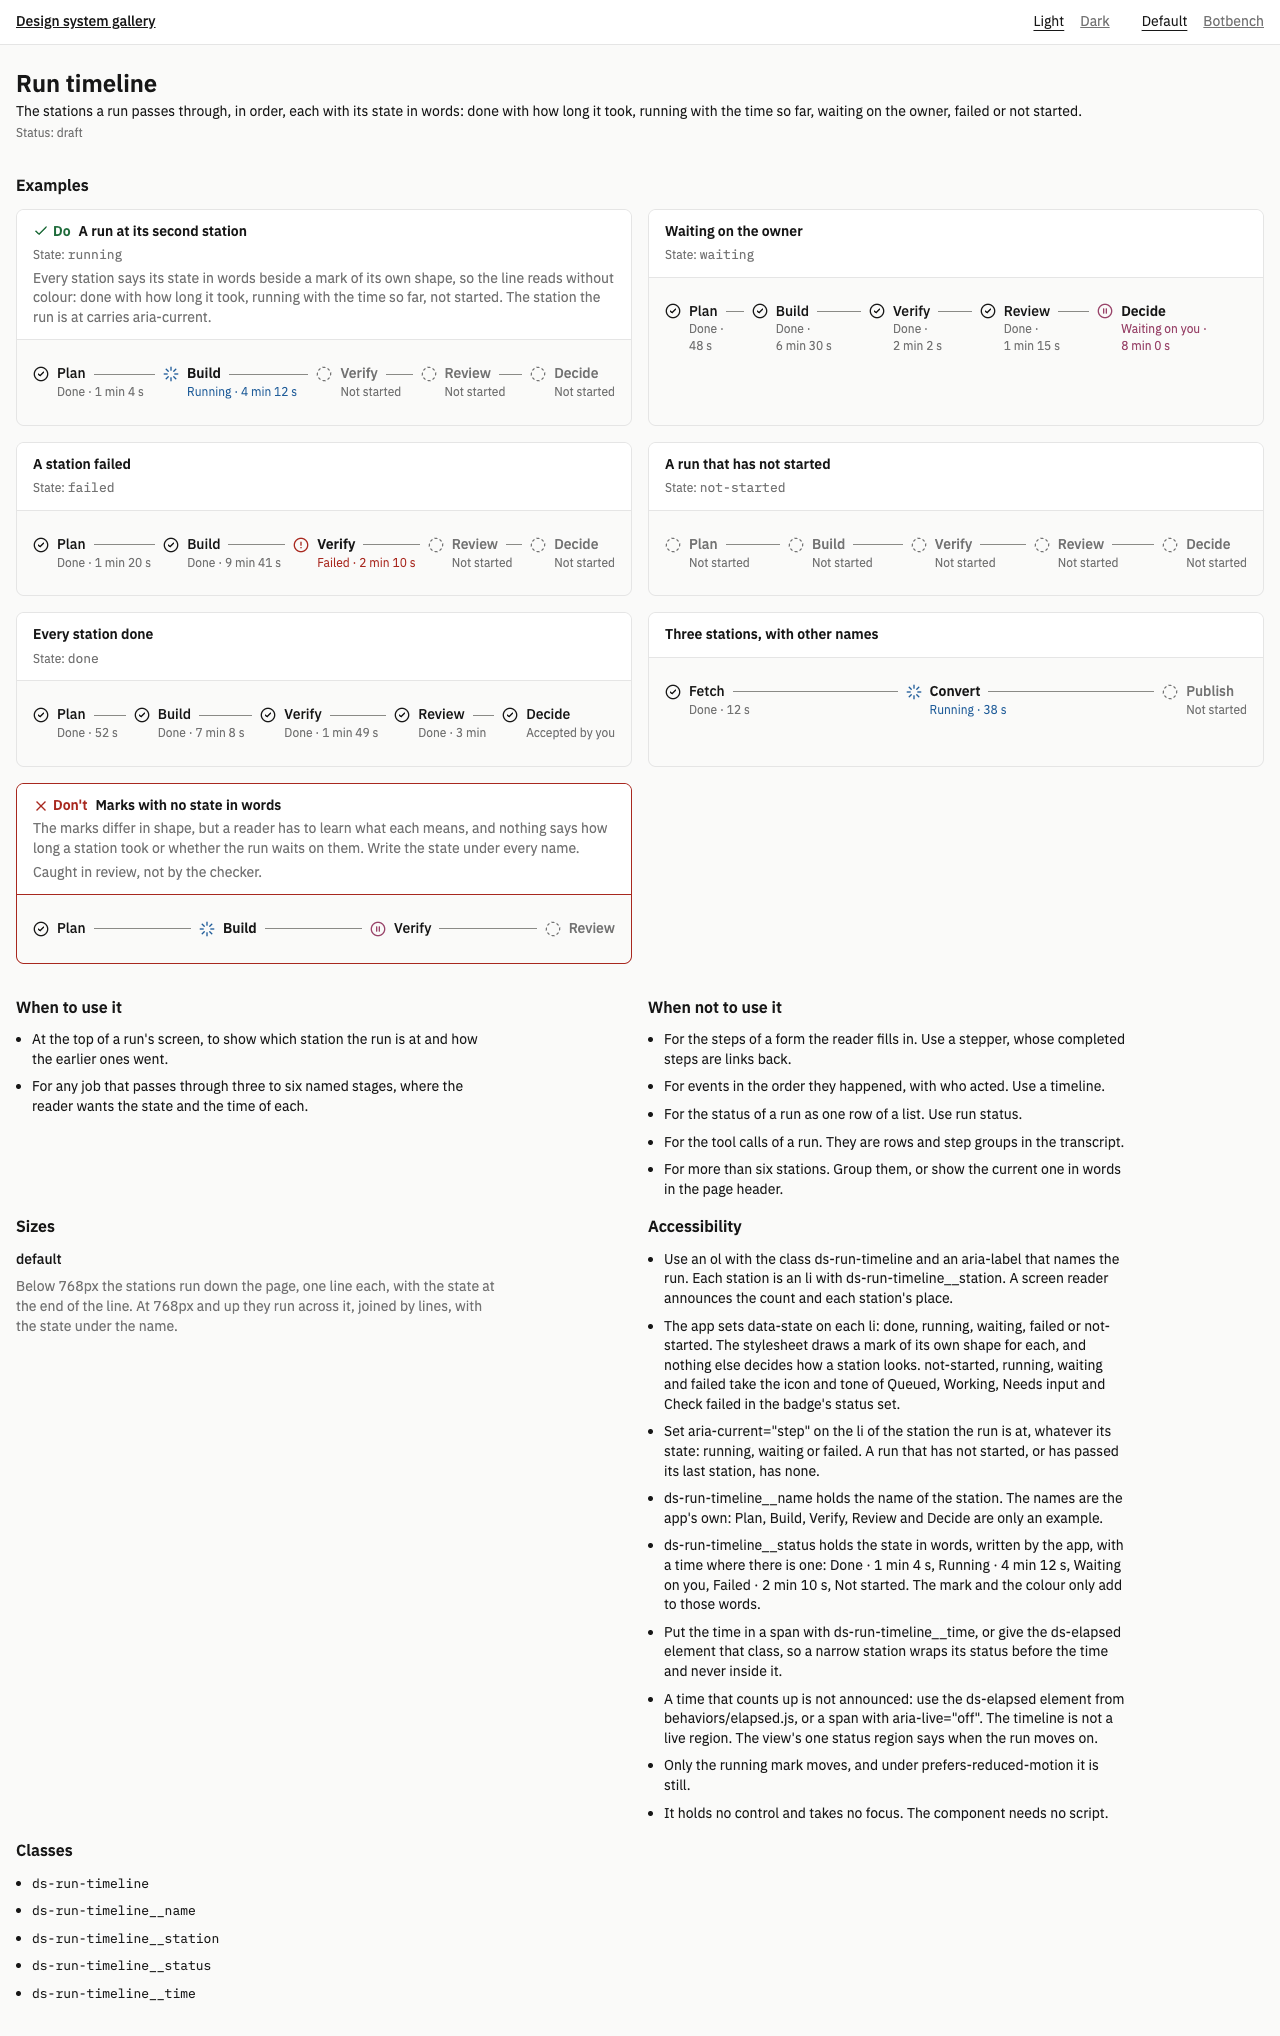 Design system gallery
Light Dark Default Botbench
Run timeline
The stations a run passes through, in order, each with its state in words: done with how long it took, running with the time so far, waiting on the owner, failed or not started.
Status: draft
Examples
Do A run at its second station
State: running
Every station says its state in words beside a mark of its own shape, so the line reads without
colour: done with how long it took, running with the time so far, not started. The station the
run is at carries aria-current.
Plan Build Verify Review Decide
Done · 1 min 4 s Running · 4 min 12 s Not started Not started Not started
Waiting on the owner
State: waiting
Plan Build Verify Review Decide
Done · Done · Done · Done · Waiting on you ·
48 s 6 min 30 s 2 min 2 s 1 min 15 s 8 min 0 s
A station failed
State: failed
Plan Build Verify Review Decide
Done · 1 min 20 s Done · 9 min 41 s Failed · 2 min 10 s Not started Not started
A run that has not started
State: not-started
Plan Build Verify Review Decide
Not started Not started Not started Not started Not started
Every station done
State: done
Plan Build Verify Review Decide
Done · 52 s Done · 7 min 8 s Done · 1 min 49 s Done · 3 min Accepted by you
Three stations, with other names
Fetch Convert Publish
Done · 12 s Running · 38 s Not started
Don't Marks with no state in words
The marks differ in shape, but a reader has to learn what each means, and nothing says how
long a station took or whether the run waits on them. Write the state under every name.
Caught in review, not by the checker.
Plan Build Verify Review
When to use it
At the top of a run's screen, to show which station the run is at and how
the earlier ones went.
For any job that passes through three to six named stages, where the
reader wants the state and the time of each.
When not to use it
For the steps of a form the reader fills in. Use a stepper, whose completed
steps are links back.
For events in the order they happened, with who acted. Use a timeline.
For the status of a run as one row of a list. Use run status.
For the tool calls of a run. They are rows and step groups in the transcript.
For more than six stations. Group them, or show the current one in words
in the page header.
Sizes
default
Below 768px the stations run down the page, one line each, with the state at
the end of the line. At 768px and up they run across it, joined by lines, with
the state under the name.
Accessibility
Use an ol with the class ds-run-timeline and an aria-label that names the
run. Each station is an li with ds-run-timeline__station. A screen reader
announces the count and each station's place.
The app sets data-state on each li: done, running, waiting, failed or not-
started. The stylesheet draws a mark of its own shape for each, and
nothing else decides how a station looks. not-started, running, waiting
and failed take the icon and tone of Queued, Working, Needs input and
Check failed in the badge's status set.
Set aria-current="step" on the li of the station the run is at, whatever its
state: running, waiting or failed. A run that has not started, or has passed
its last station, has none.
ds-run-timeline__name holds the name of the station. The names are the
app's own: Plan, Build, Verify, Review and Decide are only an example.
ds-run-timeline__status holds the state in words, written by the app, with
a time where there is one: Done · 1 min 4 s, Running · 4 min 12 s, Waiting
on you, Failed · 2 min 10 s, Not started. The mark and the colour only add
to those words.
Put the time in a span with ds-run-timeline__time, or give the ds-elapsed
element that class, so a narrow station wraps its status before the time
and never inside it.
A time that counts up is not announced: use the ds-elapsed element from
behaviors/elapsed.js, or a span with aria-live="off". The timeline is not a
live region. The view's one status region says when the run moves on.
Only the running mark moves, and under prefers-reduced-motion it is
still.
It holds no control and takes no focus. The component needs no script.
Classes
ds-run-timeline
ds-run-timeline__name
ds-run-timeline__station
ds-run-timeline__status
ds-run-timeline__time